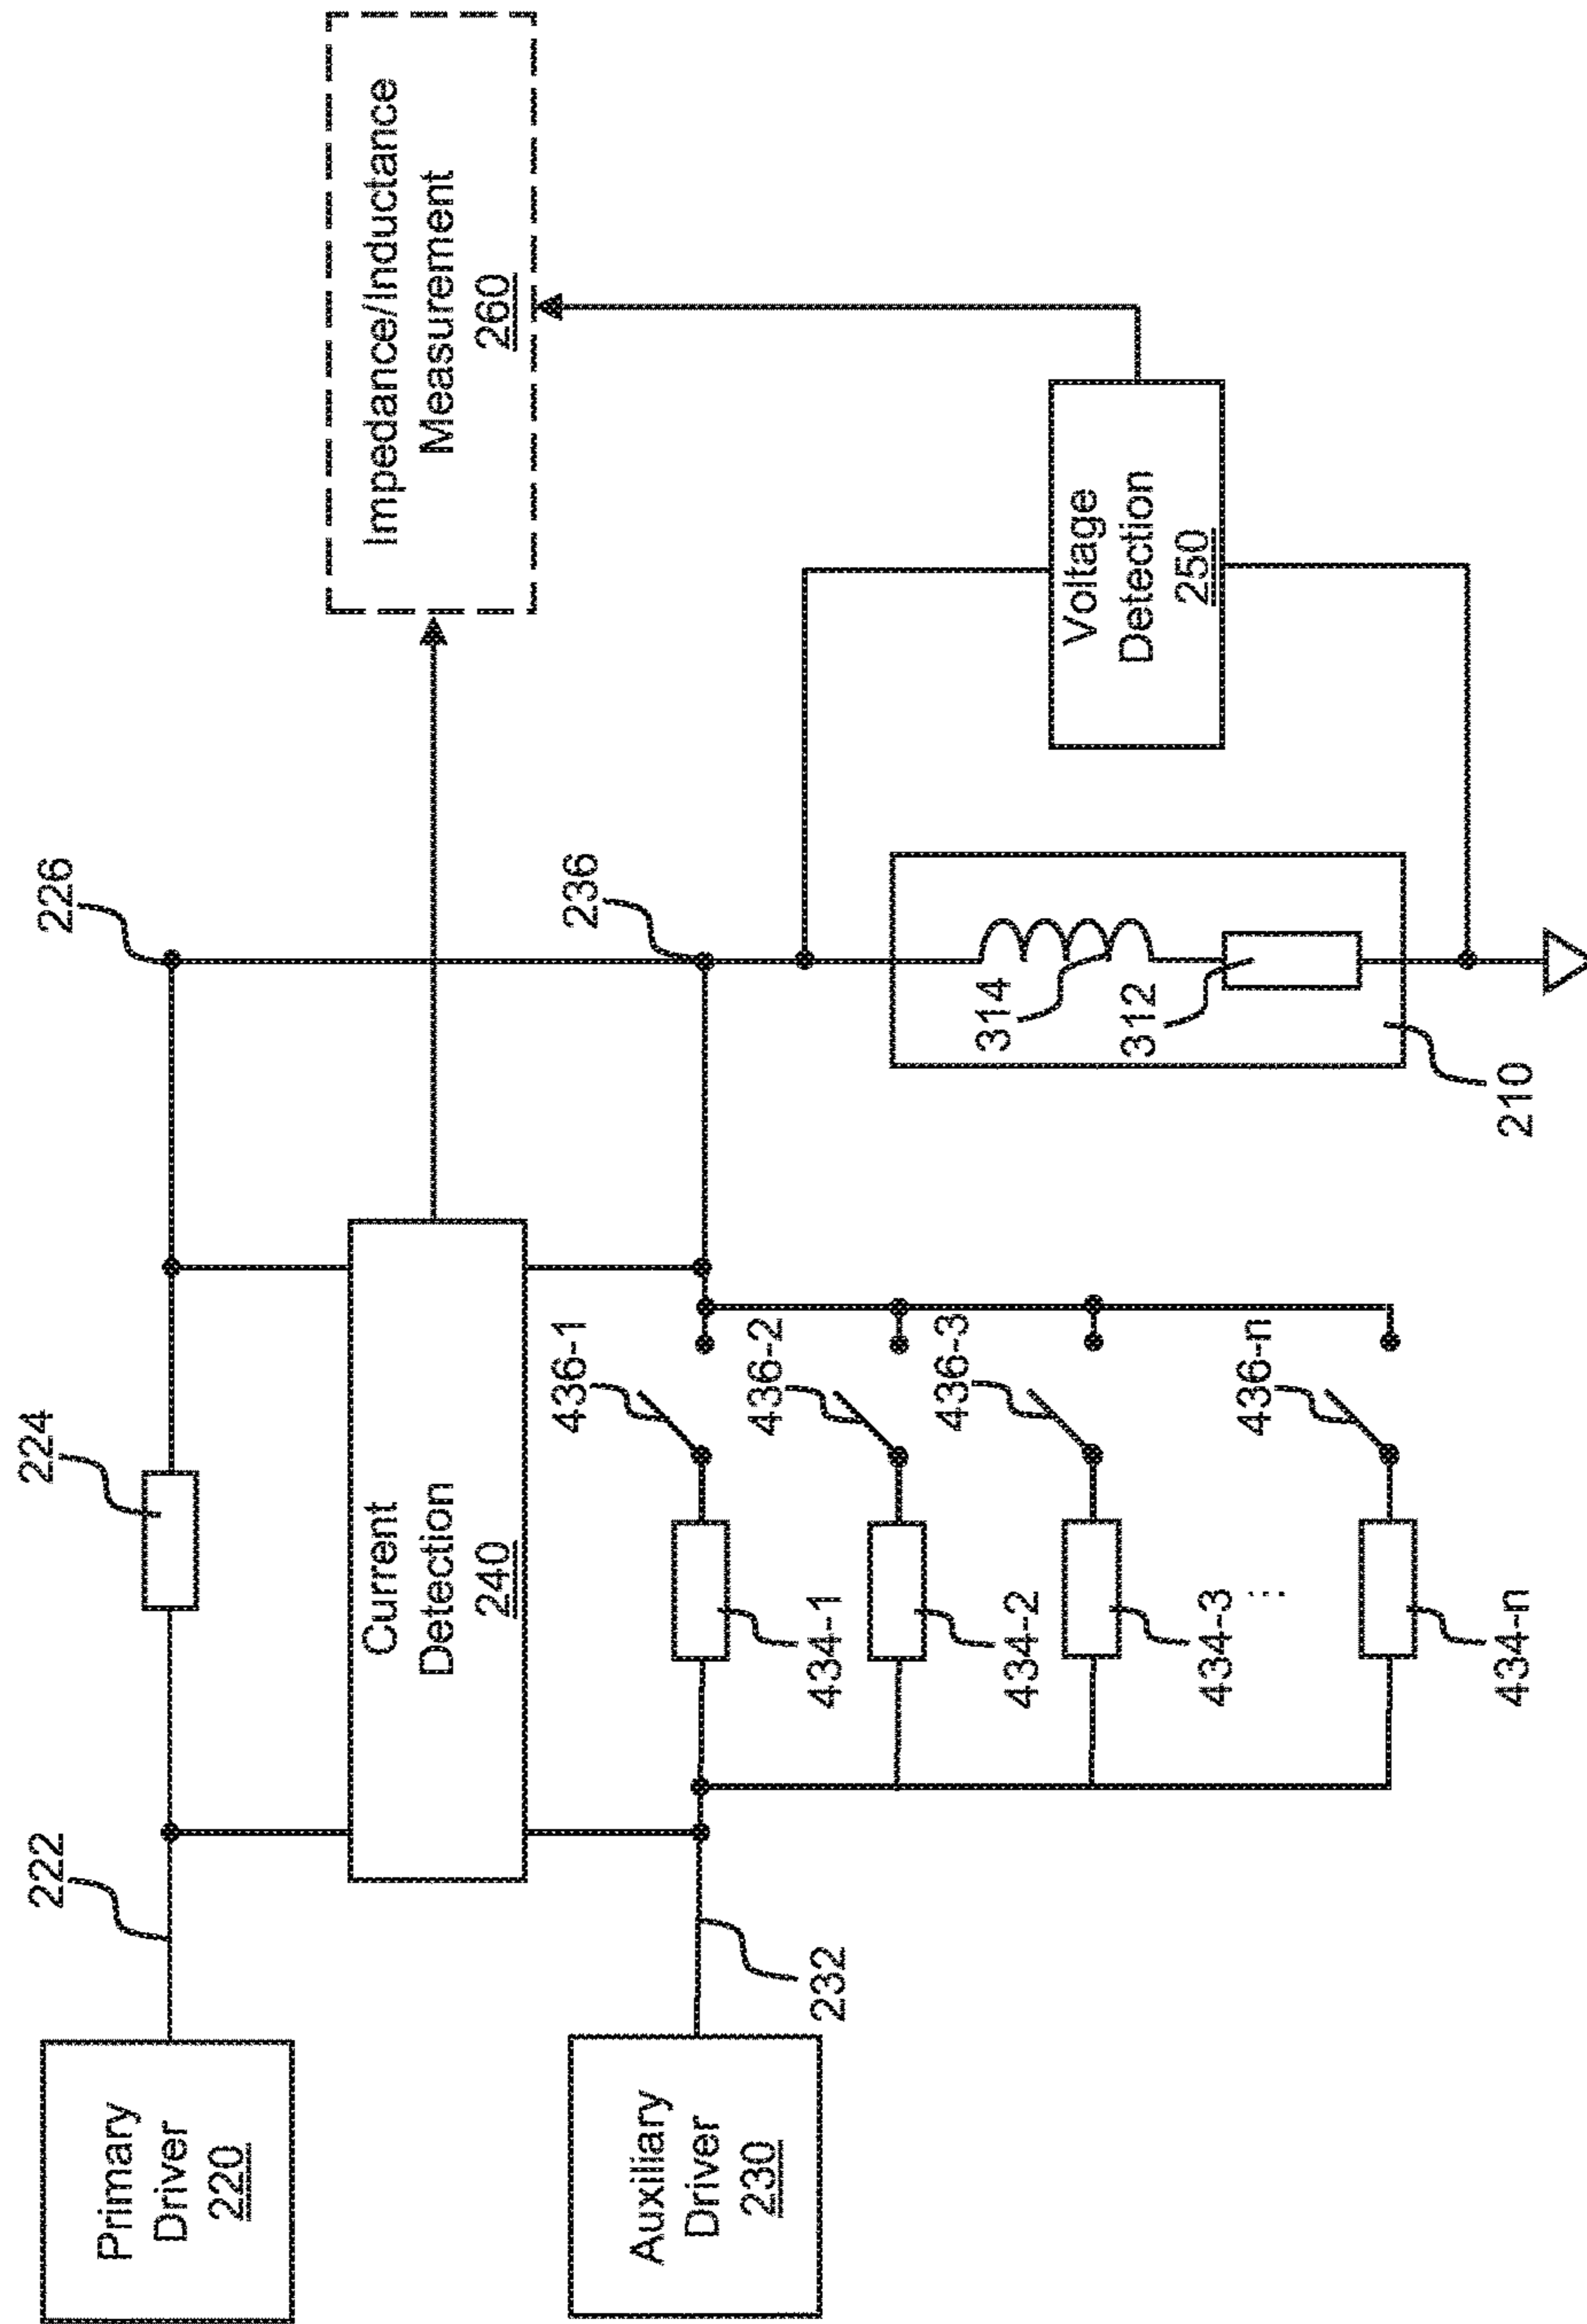 226
Impedance/Inductance
Measurement
260
224
222
Primary
Driver
220
Current
Detection
240
236
Voltage
Detection
250
436-1
436-2
436-3
436-n
314
312
210
434-1
434-2
434-3
...
434-n
232
Auxiliary
Driver
230